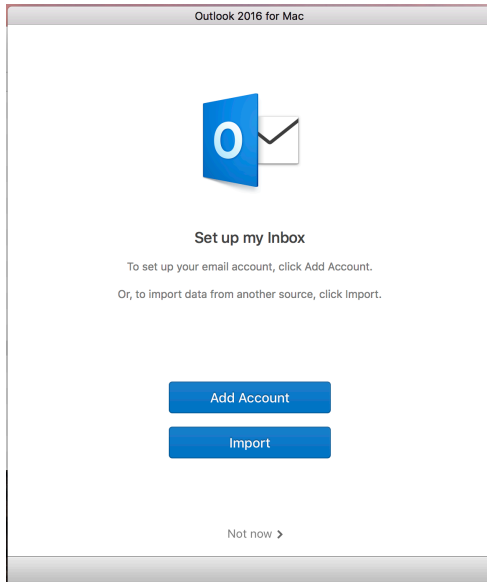 Outlook 2016 for Mac
O
Set up my Inbox
To set up your email account, click Add Account.
Or, to import data from another source, click Import.
Add Account
Import
Not now >